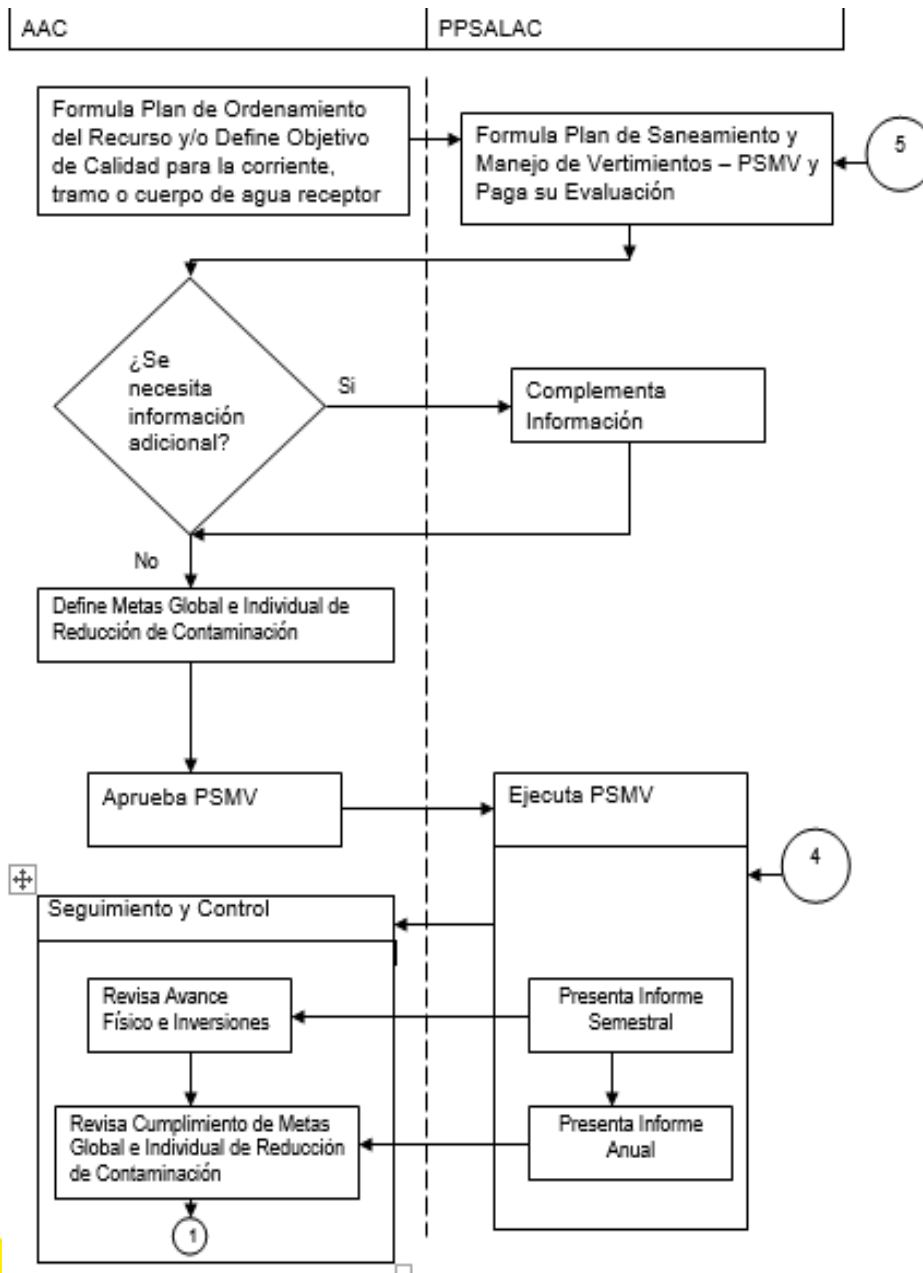 AAC
PPSALAC
Formula Plan de Ordenamiento
del Recurso y/o Define Objetivo
de Calidad para la corriente,
tramo o cuerpo de agua receptor
Formula Plan de Saneamiento y
Manejo de Vertimientos – PSMV y
Paga su Evaluación
5
¿Se
necesita
información
adicional?
Si
Complementa
Información
No
Define Metas Global e Individual de
Reducción de Contaminación
Aprueba PSMV
Ejecuta PSMV
4
Seguimiento y Control
Revisa Avance
Físico e Inversiones
Presenta Informe
Semestral
Revisa Cumplimiento de Metas
Global e Individual de Reducción
de Contaminación
Presenta Informe
Anual
1